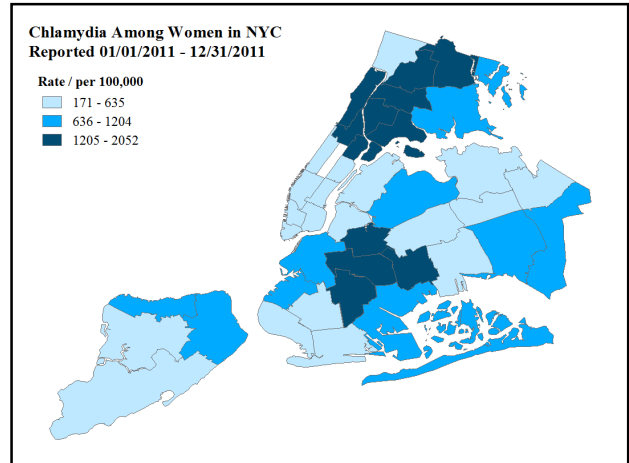 Chlamydia Among Women in NYC
Reported 01/01/2011 - 12/31/2011
Rate / per 100,000
171 - 635
636 - 1204
1205 - 2052